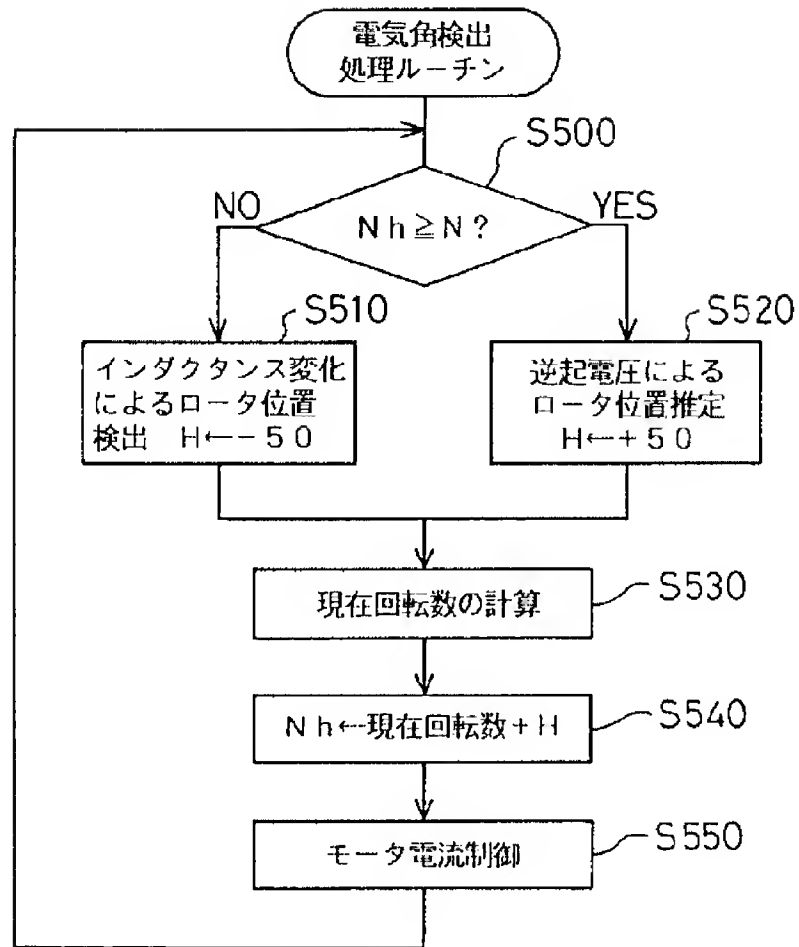 電気角検出
処理ルーチン
S500
NO
YES
Nh≧N?
S510
S520
インダクタンス変化
によるロータ位置
検出 H←−50
逆起電圧による
ロータ位置推定
H←+50
現在回転数の計算
S530
Nh←現在回転数+H
S540
モータ電流制御
S550